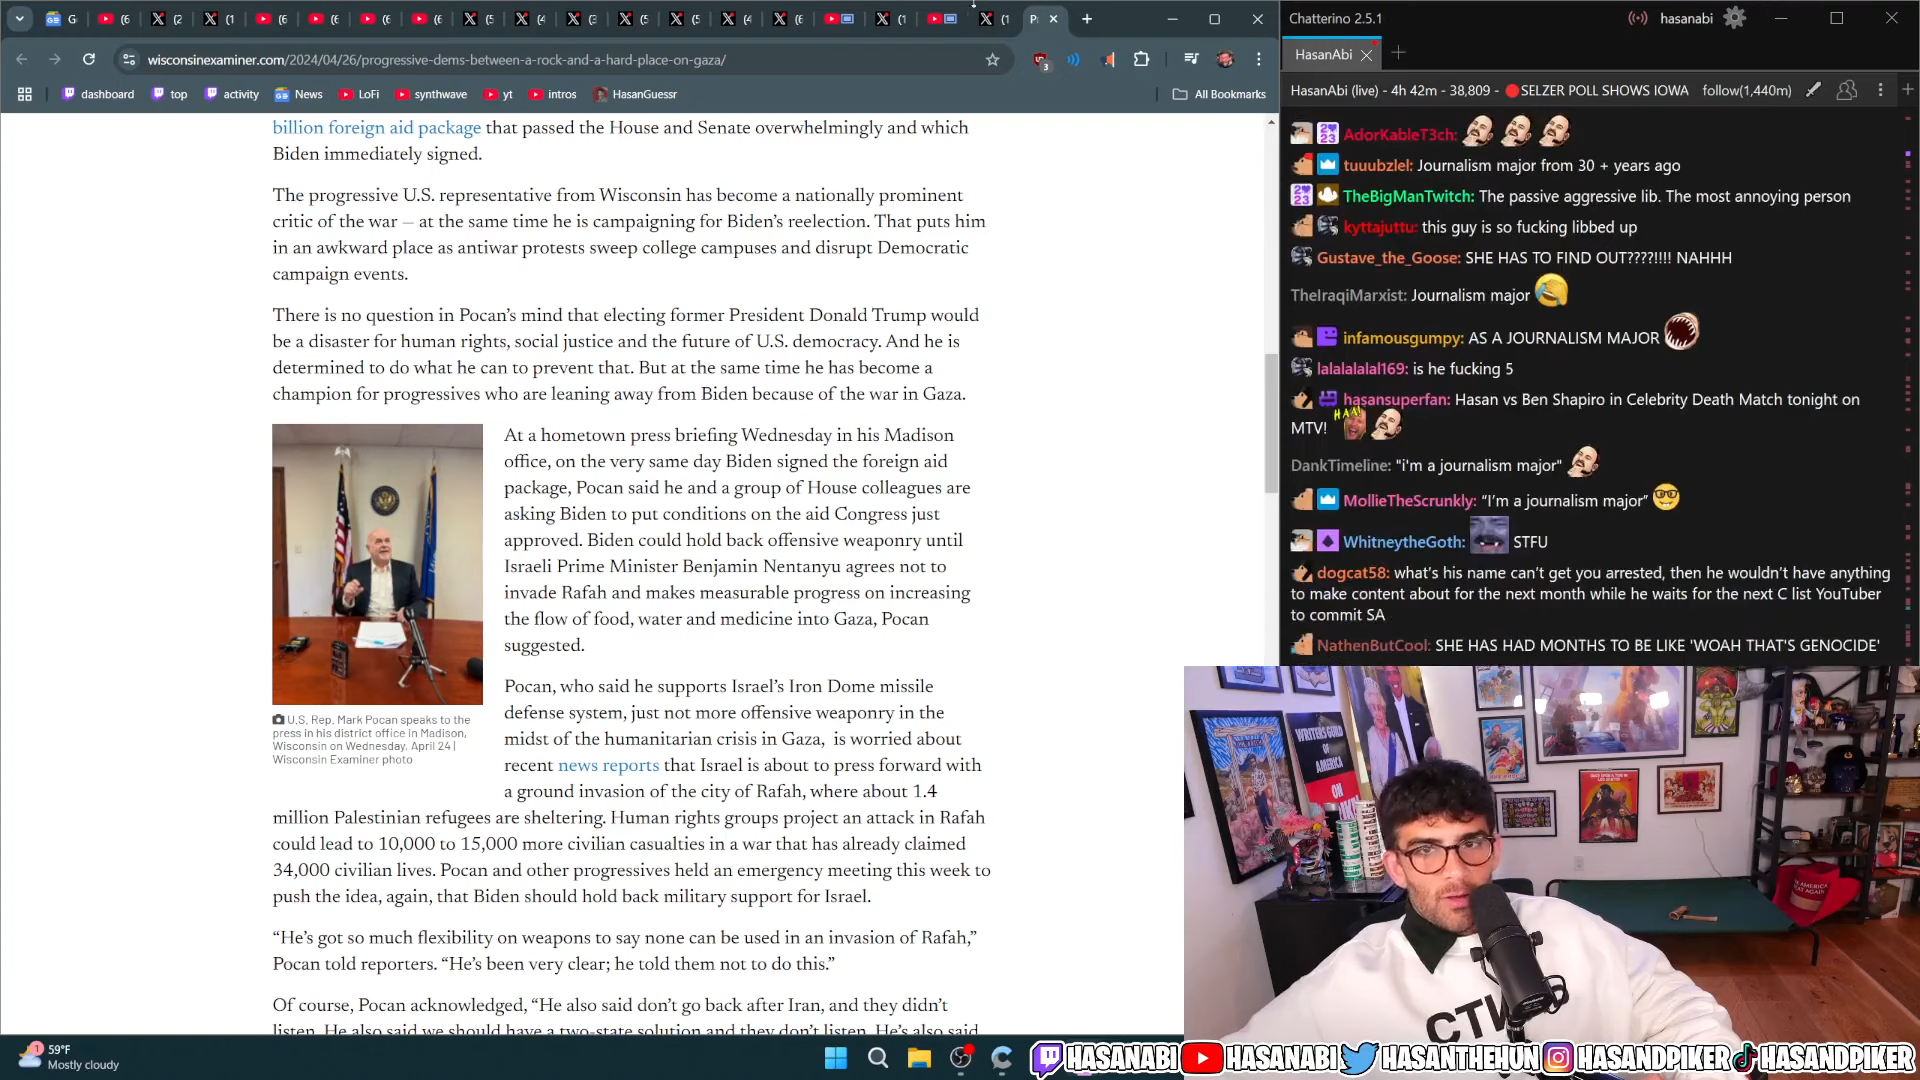 wisconsinexaminer.com/2024/04/26/progressive-dems-between-a-rock-and-a-hard-place-on-gaza/
dashboard top activity News LoFi synthwave yt intros HasanGuessr All Bookmarks
billion foreign aid package that passed the House and Senate overwhelmingly and which
Biden immediately signed.
The progressive U.S. representative from Wisconsin has become a nationally prominent
critic of the war — at the same time he is campaigning for Biden's reelection. That puts him
in an awkward place as antiwar protests sweep college campuses and disrupt Democratic
campaign events.
There is no question in Pocan's mind that electing former President Donald Trump would
be a disaster for human rights, social justice and the future of U.S. democracy. And he is
determined to do what he can to prevent that. But at the same time he has become a
champion for progressives who are leaning away from Biden because of the war in Gaza.
At a hometown press briefing Wednesday in his Madison
office, on the very same day Biden signed the foreign aid
package, Pocan said he and a group of House colleagues are
asking Biden to put conditions on the aid Congress just
approved. Biden could hold back offensive weaponry until
Israeli Prime Minister Benjamin Nentanyu agrees not to
invade Rafah and makes measurable progress on increasing
the flow of food, water and medicine into Gaza, Pocan
suggested.
U.S. Rep. Mark Pocan speaks to the
press in his district office in Madison,
Wisconsin on Wednesday, April 24 |
Wisconsin Examiner photo
Pocan, who said he supports Israel's Iron Dome missile
defense system, just not more offensive weaponry in the
midst of the humanitarian crisis in Gaza, is worried about
recent news reports that Israel is about to press forward with
a ground invasion of the city of Rafah, where about 1.4
million Palestinian refugees are sheltering. Human rights groups project an attack in Rafah
could lead to 10,000 to 15,000 more civilian casualties in a war that has already claimed
34,000 civilian lives. Pocan and other progressives held an emergency meeting this week to
push the idea, again, that Biden should hold back military support for Israel.
“He's got so much flexibility on weapons to say none can be used in an invasion of Rafah,”
Pocan told reporters. “He's been very clear; he told them not to do this.”
Of course, Pocan acknowledged, “He also said don't go back after Iran, and they didn't
listen. He also said we should have a two-state solution and they don't listen. He's also said
Chatterino 2.5.1
hasanabi
HasanAbi
HasanAbi (live) - 4h 42m - 38,809 - SELZER POLL SHOWS IOWA follow(1,440m)
AdorKableT3ch:
tuuubzlel: Journalism major from 30 + years ago
TheBigManTwitch: The passive aggressive lib. The most annoying person
kyttajuttu: this guy is so fucking libbed up
Gustave_the_Goose: SHE HAS TO FIND OUT????!!!! NAHHH
TheIraqiMarxist: Journalism major
infamousgumpy: AS A JOURNALISM MAJOR
lalalalalal169: is he fucking 5
hasansuperfan: Hasan vs Ben Shapiro in Celebrity Death Match tonight on
MTV! HAA!
DankTimeline: "i'm a journalism major"
MollieTheScrunkly: “I'm a journalism major”
WhitneytheGoth: STFU
dogcat58: what's his name can't get you arrested, then he wouldn't have anything
to make content about for the next month while he waits for the next C list YouTuber
to commit SA
NathenButCool: SHE HAS HAD MONTHS TO BE LIKE 'WOAH THAT'S GENOCIDE'
WRITERS GUILD
OF
AMERICA
ON
59°F
Mostly cloudy
HASANABI HASANABI HASANTHEHUN HASANDPIKER HASANDPIKER